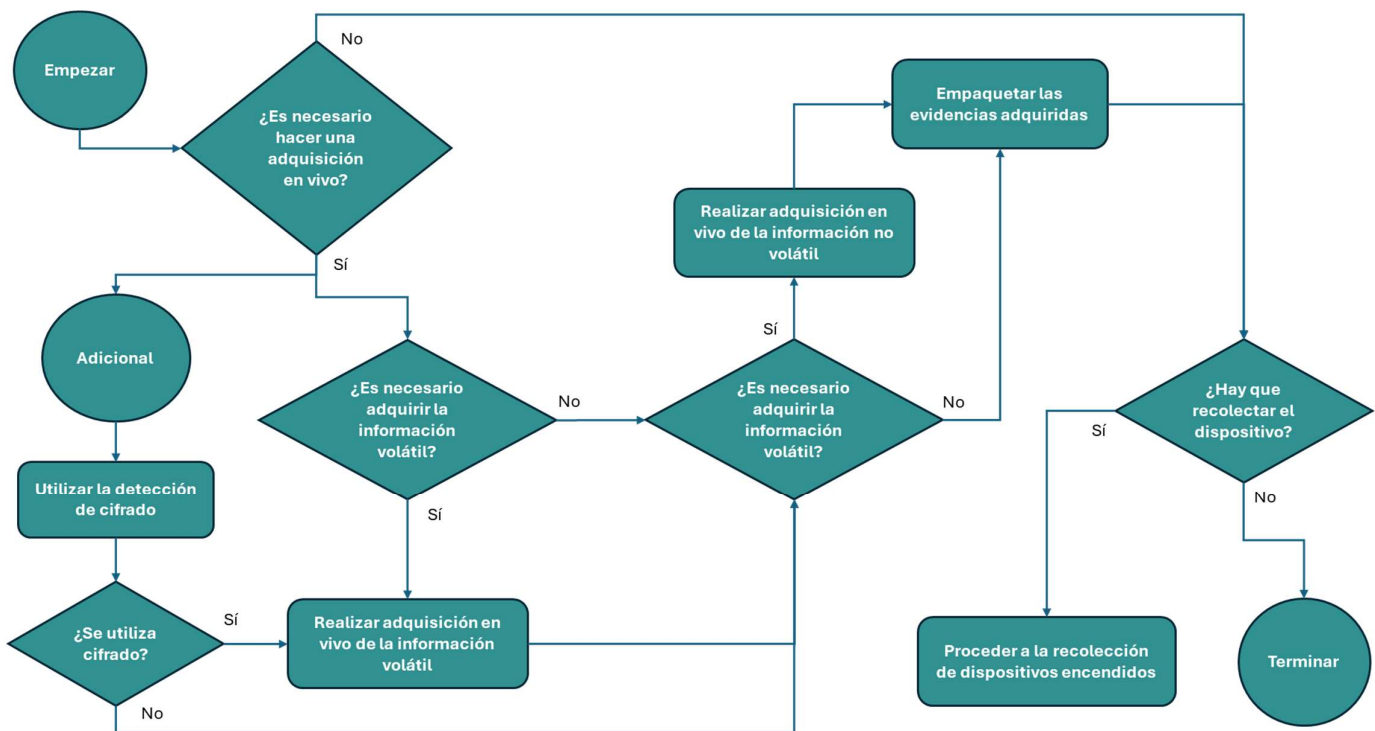 Empezar
No
¿Es necesario
hacer una
adquisición
en vivo?
Sí
Empaquetar las
evidencias adquiridas
Realizar adquisición en
vivo de la información no
volátil
Adicional
¿Es necesario
adquirir la
información
volátil?
No
Sí
Sí
¿Es necesario
adquirir la
información
volátil?
No
¿Hay que
recolectar el
dispositivo?
Sí
No
Utilizar la detección
de cifrado
¿Se utiliza
cifrado?
Sí
No
Realizar adquisición en
vivo de la información
volátil
Proceder a la recolección
de dispositivos encendidos
Terminar